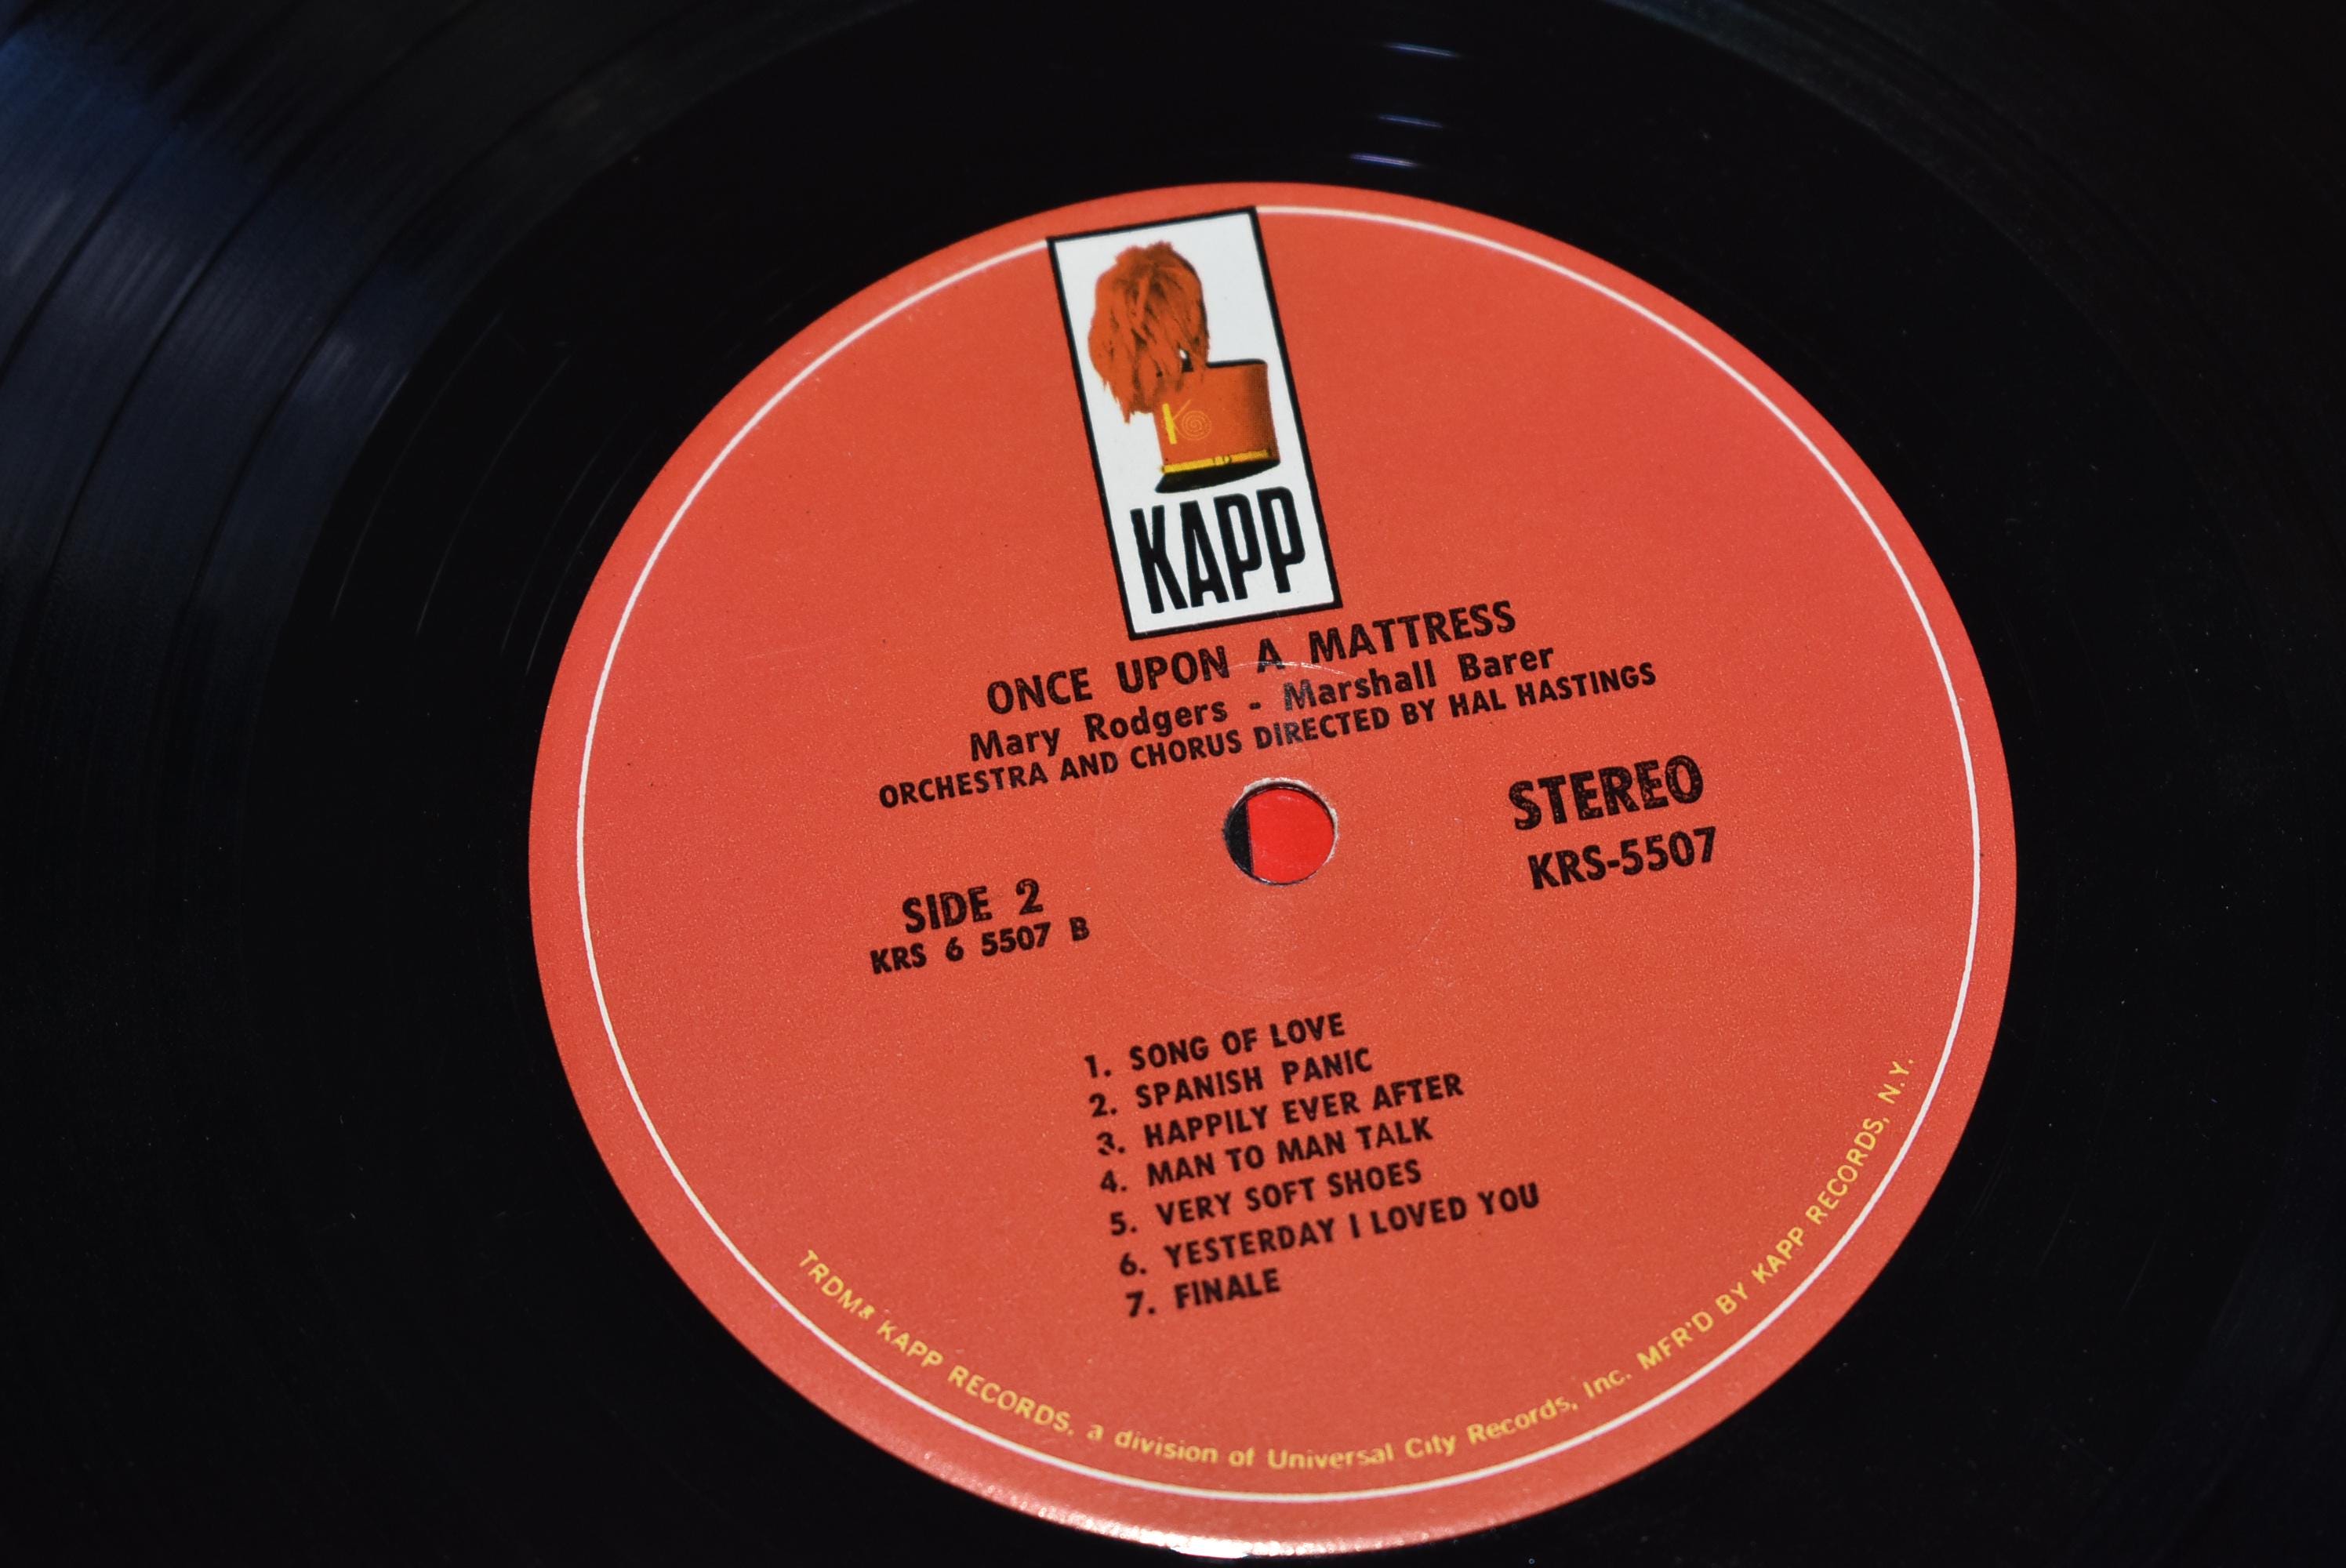 K
KAPP
ONCE UPON A MATTRESS
Mary Rodgers - Marshall Barer
ORCHESTRA AND CHORUS DIRECTED BY HAL HASTINGS
STEREO
KRS-5507
SIDE 2
KRS 6 5507 B
1. SONG OF LOVE
2. SPANISH PANIC
3. HAPPILY EVER AFTER
4. MAN TO MAN TALK
5. VERY SOFT SHOES
6. YESTERDAY I LOVED YOU
7. FINALE
TRDM& KAPP RECORDS, a division of Universal City Records, Inc. MFR'D BY KAPP RECORDS, N.Y.